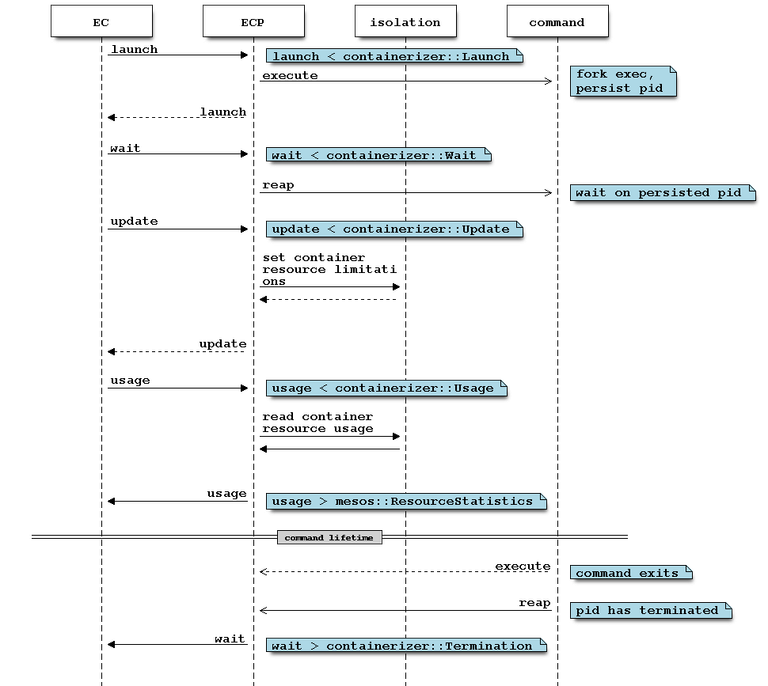 EC
ECP
isolation
command
launch
launch < containerizer::Launch
execute
fork exec,
persist pid
launch
wait
wait < containerizer::Wait
reap
wait on persisted pid
update
update < containerizer::Update
set container
resource limitati
ons
update
usage
usage < containerizer::Usage
read container
resource usage
usage
usage > mesos::ResourceStatistics
command lifetime
execute
command exits
reap
pid has terminated
wait
wait > containerizer::Termination